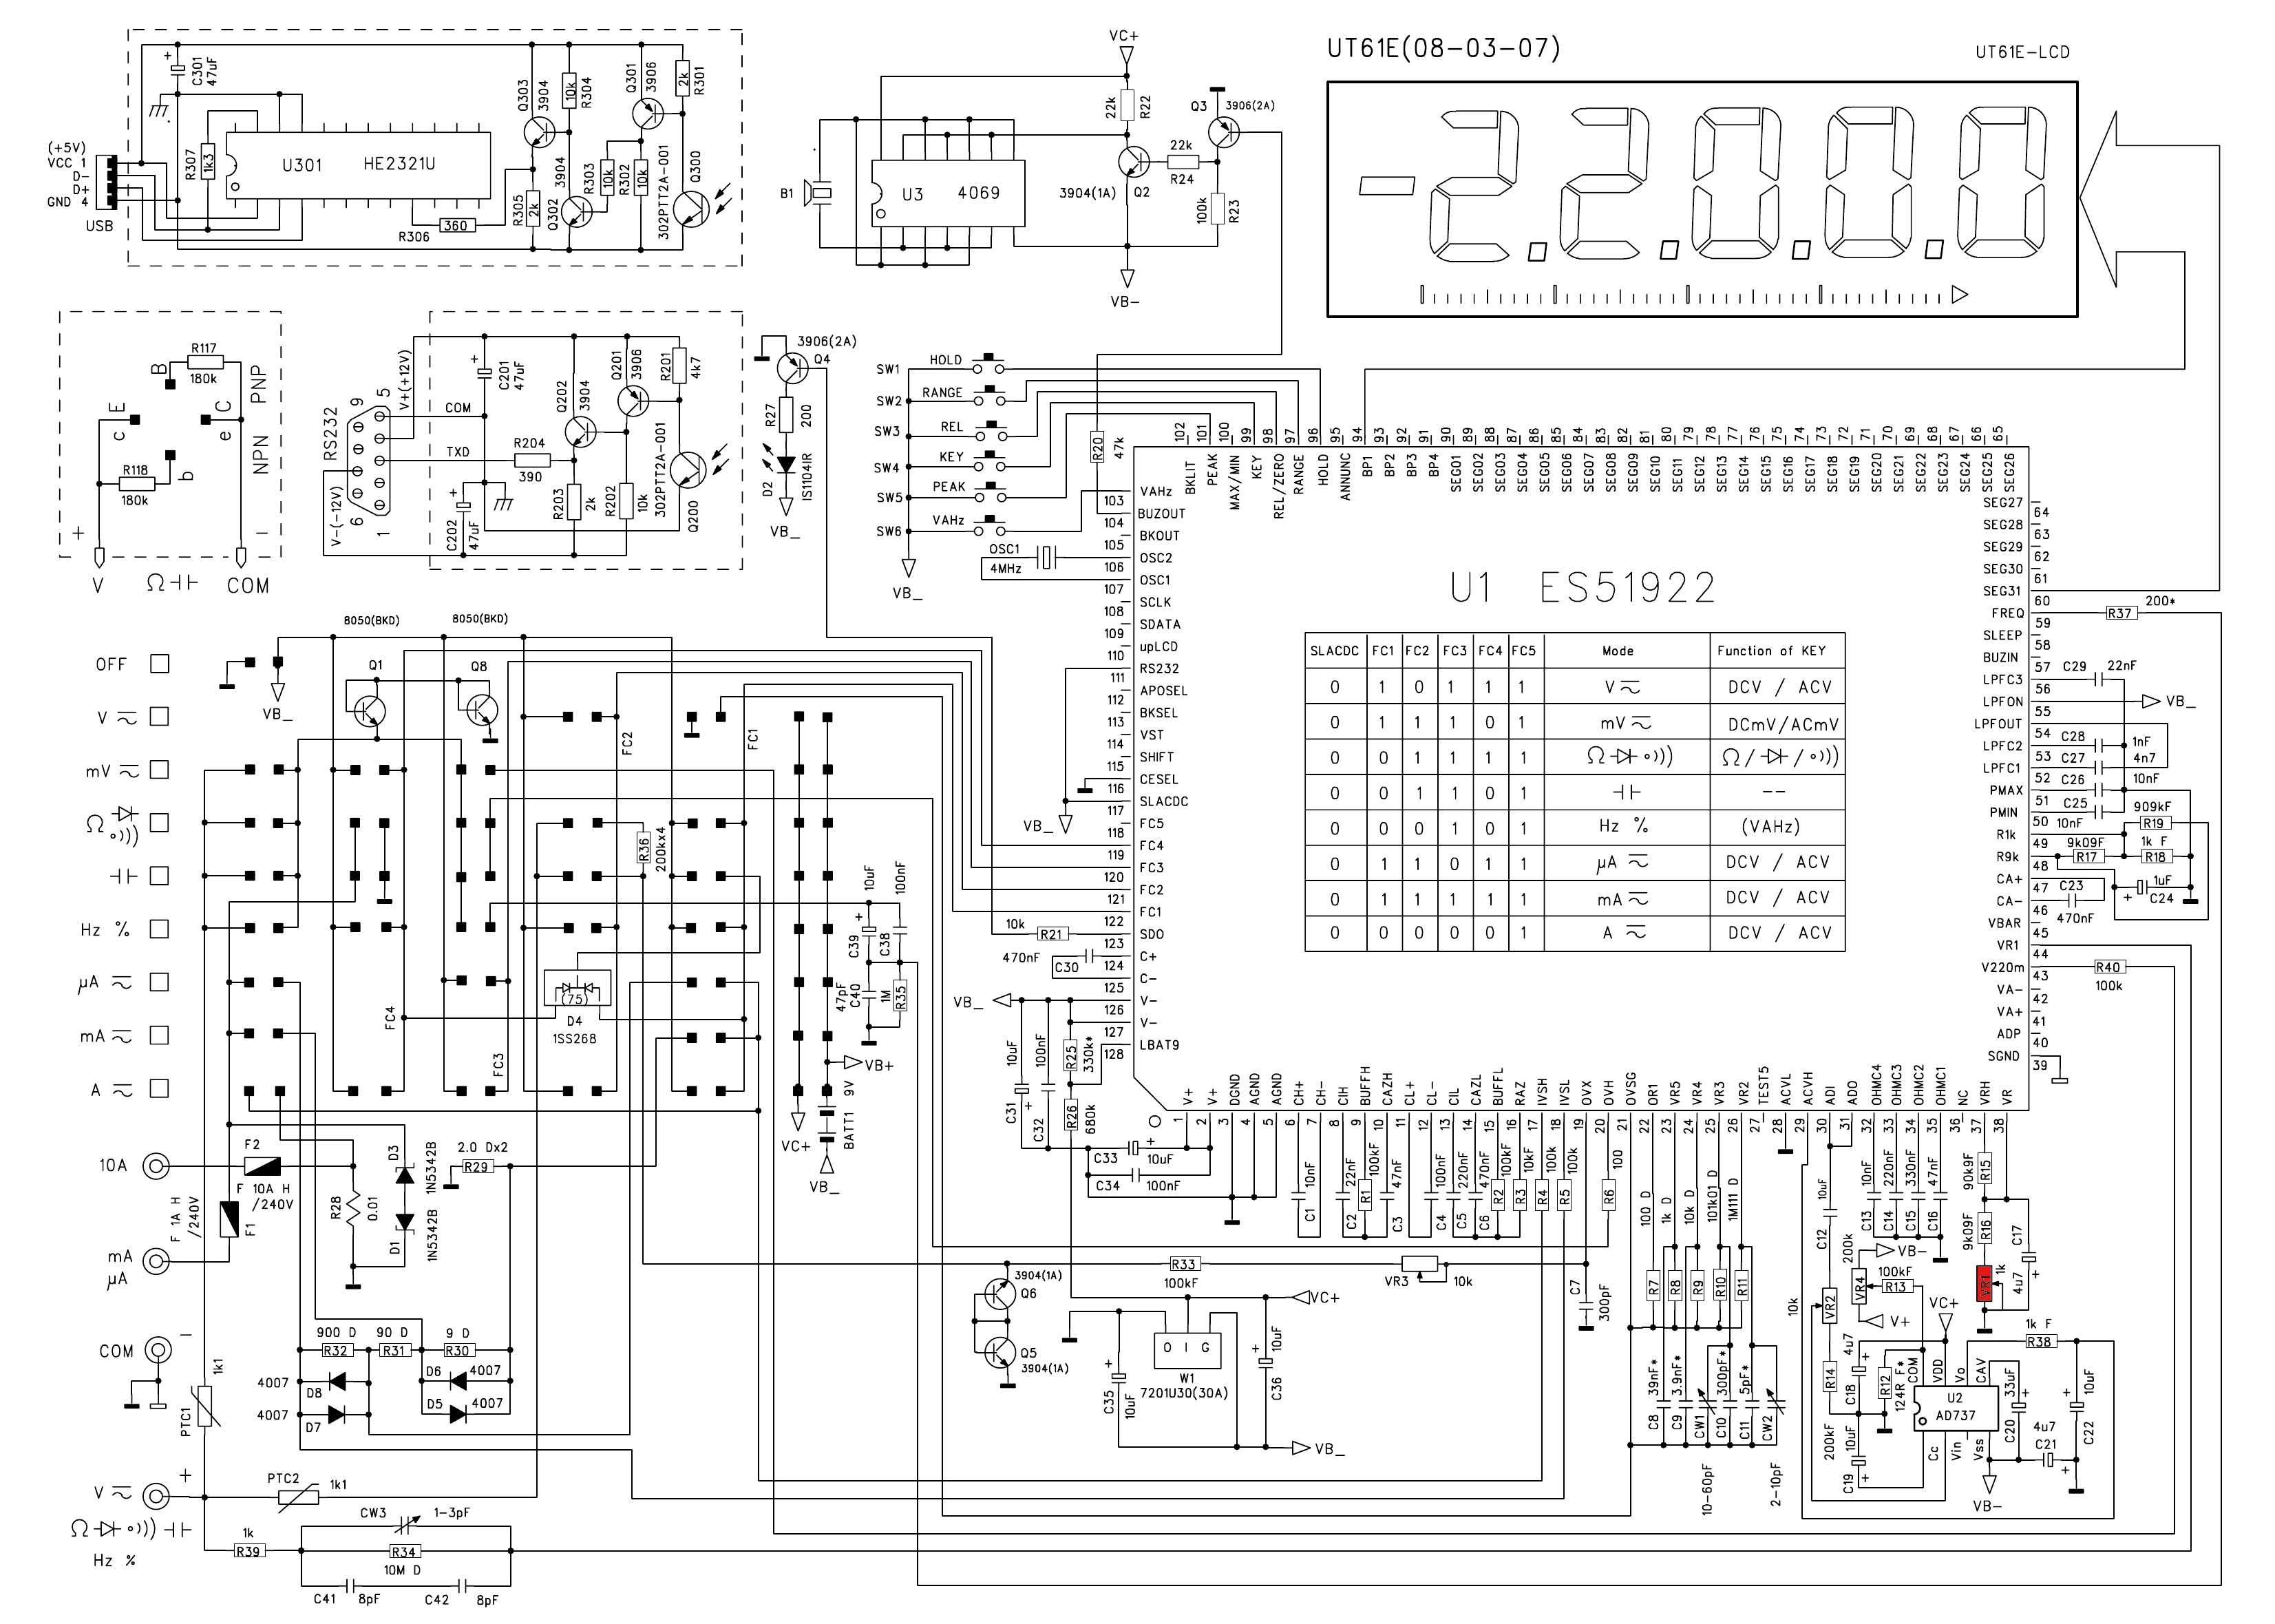 UT61E(08-03-07)
UT61E-LCD
-2.2.0.0.0
C301
47uF
(+5V)
VCC 1
D-
D+
GND 4
USB
R307
1k3
U301 HE2321U
R306
360
Q303
3904
10k
R304
Q301
3906
2k
R301
R305
2k
Q302
3904
R303
10k
R302
10k
302PTT2A-001
Q300
VC+
22k
R22
Q3
3906(2A)
B1
U3 4069
22k
R24
3904(1A)
Q2
100k
R23
VB-
R117
180k
B
E
C
c
e
b
PNP
NPN
R118
180k
+
-
V
Ω
COM
RS232
9
5
6
1
V+(+12V)
V-(-12V)
COM
TXD
C201
47uF
C202
47uF
R204
390
Q202
3904
Q201
3906
R201
4k7
R203
2k
R202
10k
302PTT2A-001
Q200
3906(2A)
Q4
R27
200
D2
IS1104IR
VB_
SW1 HOLD
SW2 RANGE
SW3 REL
SW4 KEY
SW5 PEAK
SW6 VAHz
VB_
OSC1
4MHz
R20
47k
102 101 100 99 98 97 96 95 94 93 92 91 90 89 88 87 86 85 84 83 82 81 80 79 78 77 76 75 74 73 72 71 70 69 68 67 66 65
BKLIT PEAK MAX/MIN KEY REL/ZERO RANGE HOLD ANNUNC BP1 BP2 BP3 BP4 SEG01 SEG02 SEG03 SEG04 SEG05 SEG06 SEG07 SEG08 SEG09 SEG10 SEG11 SEG12 SEG13 SEG14 SEG15 SEG16 SEG17 SEG18 SEG19 SEG20 SEG21 SEG22 SEG23 SEG24 SEG25 SEG26
U1 ES51922
VAHz
103
BUZOUT
104
BKOUT
105
OSC2
106
OSC1
107
SCLK
108
SDATA
109
upLCD
110
RS232
111
APOSEL
112
BKSEL
113
VST
114
SHIFT
115
CESEL
116
SLACDC
117
FC5
118
FC4
119
FC3
120
FC2
121
FC1
122
SDO
123
C+
124
C-
125
V-
126
V-
127
LBAT9
128
SEG27
64
SEG28
63
SEG29
62
SEG30
61
SEG31
60
FREQ
59
SLEEP
58
BUZIN
57
LPFC3
56
LPFON
55
LPFOUT
54
LPFC2
53
LPFC1
52
PMAX
51
PMIN
50
R1k
49
R9k
48
CA+
47
CA-
46
VBAR
45
VR1
44
V220m
43
VA-
42
VA+
41
ADP
40
SGND
39
SLACDC FC1 FC2 FC3 FC4 FC5 Mode Function of KEY
0 1 0 1 1 1 V DCV / ACV
0 1 1 1 0 1 mV DCmV/ACmV
0 0 1 1 1 1 Ω °))) Ω/ / °)))
0 0 1 1 0 1 --
0 0 0 1 0 1 Hz % (VAHz)
0 1 1 0 1 1 µA DCV / ACV
0 1 1 1 1 1 mA DCV / ACV
0 0 0 0 0 1 A DCV / ACV
R37
200*
C29
22nF
VB_
C28
1nF
C27
4n7
C26
10nF
C25
10nF
909kF
R19
9k09F
R17
1k F
R18
1uF
C24
C23
470nF
R40
100k
OFF
V
mV
Ω °)))
Hz %
µA
mA
A
8050(BKD)
8050(BKD)
Q1
Q8
VB_
FC2
FC1
FC4
FC3
R36
200kx4
(75)
D4
1SS268
10uF
C39
100nF
C38
47pF
C40
1M
R35
VB+
9V
BATT1
VC+
VB_
10k
R21
470nF
C30
VB_
VB_
10uF
C31
100nF
C32
R25
330k*
R26
680k
C33
10uF
C34
100nF
V+ V+ DGND AGND AGND CH+ CH- CIH BUFFH CAZH CL+ CL- CIL CAZL BUFFL RAZ IVSH IVSL OVX OVH OVSG OR1 VR5 VR4 VR3 VR2 TEST5 ACVL ACVH ADI ADO OHMC4 OHMC3 OHMC2 OHMC1 NC VRH VR
1 2 3 4 5 6 7 8 9 10 11 12 13 14 15 16 17 18 19 20 21 22 23 24 25 26 27 28 29 30 31 32 33 34 35 36 37 38
C1
10nF
C2
22nF
R1
100kF
C3
47nF
C4
100nF
C5
220nF
C6
470nF
R2
100kF
R3
10kF
R4
100k
R5
100k
R6
100
100 D
1k D
10k D
101k01 D
1M111 D
R7
R8
R9
R10
R11
C7
300pF
C8
39nF*
C9
3.9nF*
CW1
10-60pF
C10
300pF*
C11
5pF*
CW2
2-10pF
10uF
C12
10k
VR2
R14
200kF
200k
VR4
VB-
100kF
R13
V+
VC+
4u7
C18
10uF
C19
R12
124R F*
COM
VDD
Vo
CAV
U2
AD737
Cc
Vin
Vss
VB-
33uF
C20
4u7
C21
10uF
C22
1k F
R38
C13
10nF
C14
220nF
C15
330nF
C16
47nF
90k9F
R15
9k09F
R16
C17
4u7
VR1
1k
R33
100kF
VR3
10k
3904(1A)
Q6
Q5
3904(1A)
VC+
O I G
W1
7201U30(30A)
C35
10uF
C36
10uF
VB_
10A
F2
F 10A H
/240V
F 1A H
/240V
F1
R28
0.01
D3
1N5342B
D1
1N5342B
2.0 Dx2
R29
mA
µA
COM
-
1k1
PTC1
900 D
R32
90 D
R31
9 D
R30
4007
D8
4007
D7
D6
4007
D5
4007
+
V
PTC2
1k1
Ω °)))
Hz %
1k
R39
CW3
1-3pF
R34
10M D
C41
8pF
C42
8pF